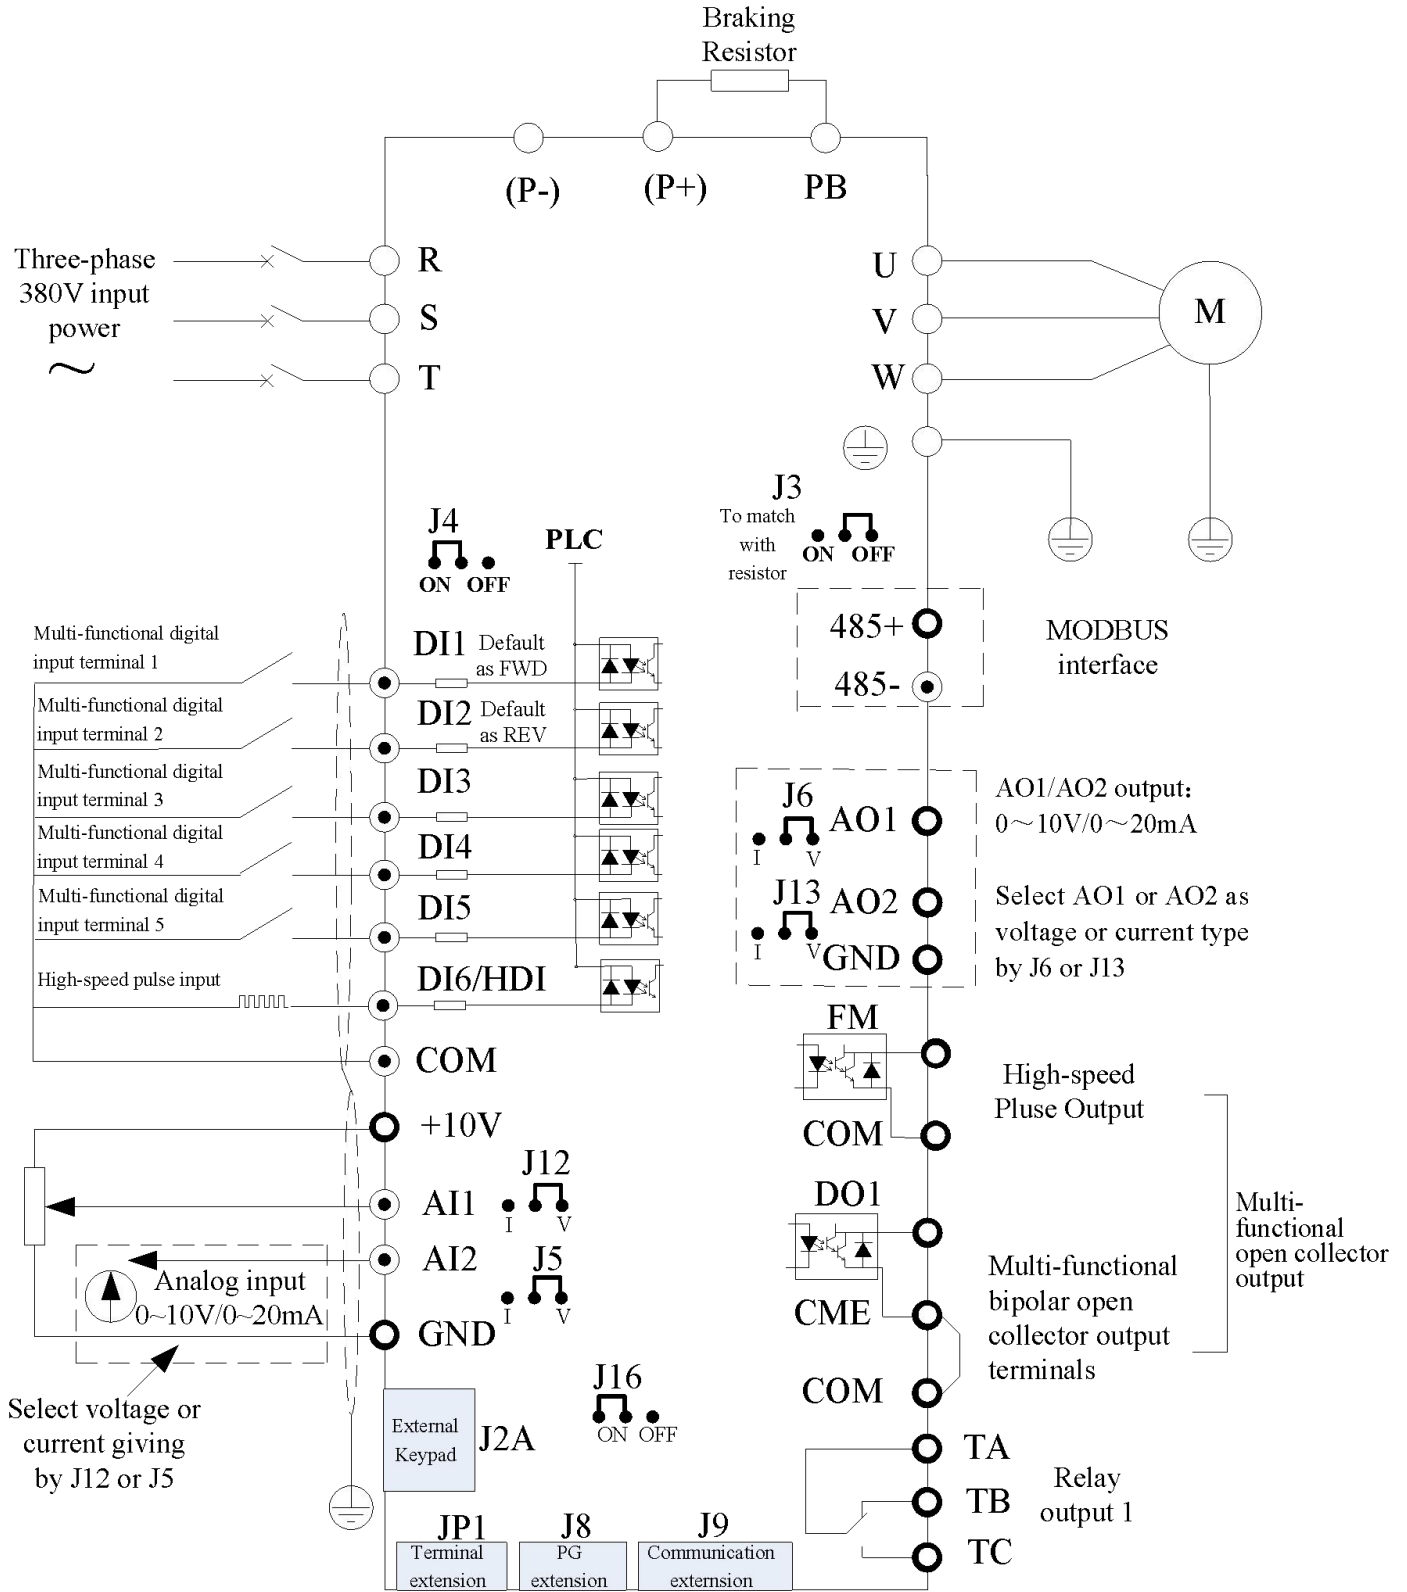 Braking
Resistor
(P-)
(P+)
PB
Three-phase
380V input
power
R
S
T
U
V
W
M
J3
To match
with
resistor
ON OFF
J4
ON OFF
PLC
485+
485-
MODBUS
interface
Multi-functional digital
input terminal 1
DI1 Default
as FWD
Multi-functional digital
input terminal 2
DI2 Default
as REV
Multi-functional digital
input terminal 3
DI3
Multi-functional digital
input terminal 4
DI4
Multi-functional digital
input terminal 5
DI5
High-speed pulse input
DI6/HDI
COM
J6
I V
AO1
J13
I V
AO2
GND
AO1/AO2 output:
0～10V/0～20mA
Select AO1 or AO2 as
voltage or current type
by J6 or J13
FM
COM
High-speed
Pluse Output
+10V
AI1
J12
I V
AI2
J5
I V
GND
Analog input
0~10V/0~20mA
Select voltage or
current giving
by J12 or J5
DO1
CME
COM
Multi-functional
bipolar open
collector output
terminals
Multi-
functional
open collector
output
J16
ON OFF
External
Keypad
J2A
TA
TB
TC
Relay
output 1
JP1
Terminal
extension
J8
PG
extension
J9
Communication
externsion